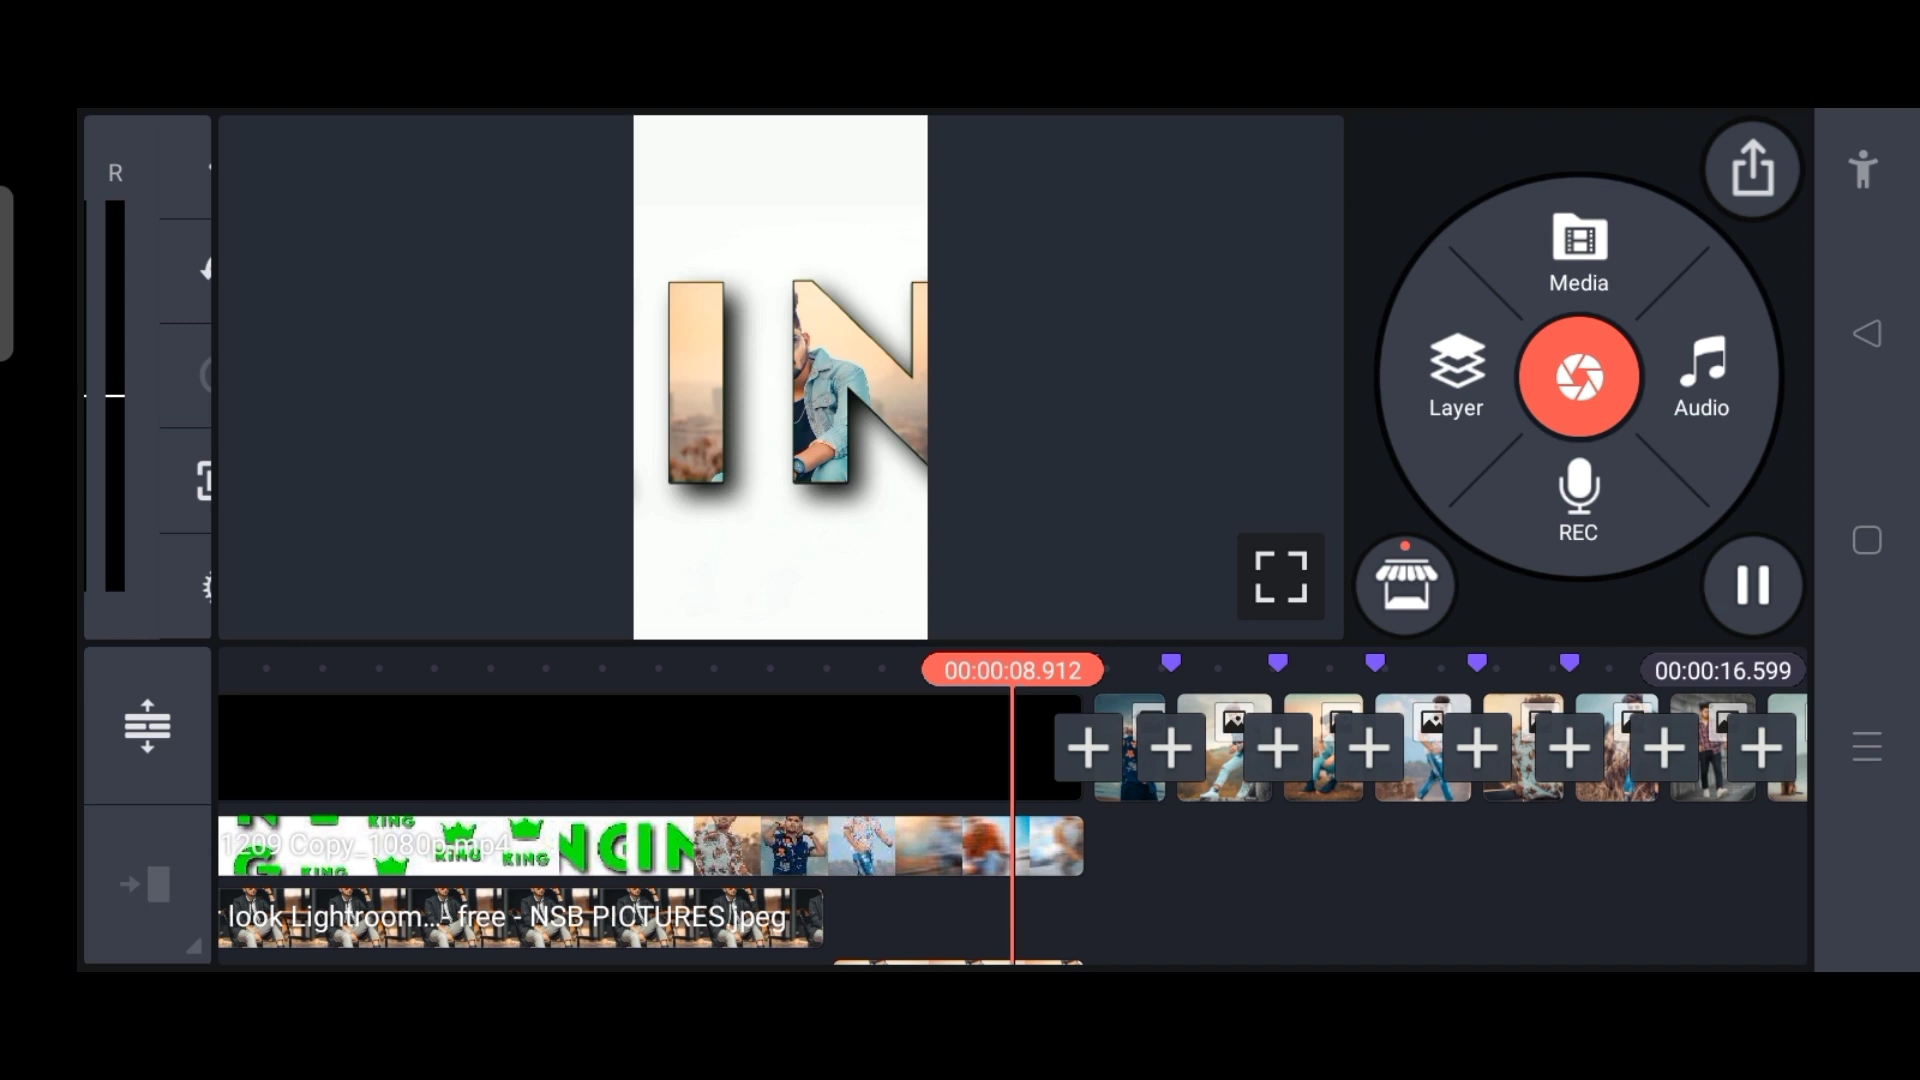 R
IN
Media
Layer
Audio
REC
00:00:08.912
00:00:16.599
1209 Copy_1080p.mp4
G KING KING KING KING
look Lightroom... - free - NSB PICTURES.jpeg